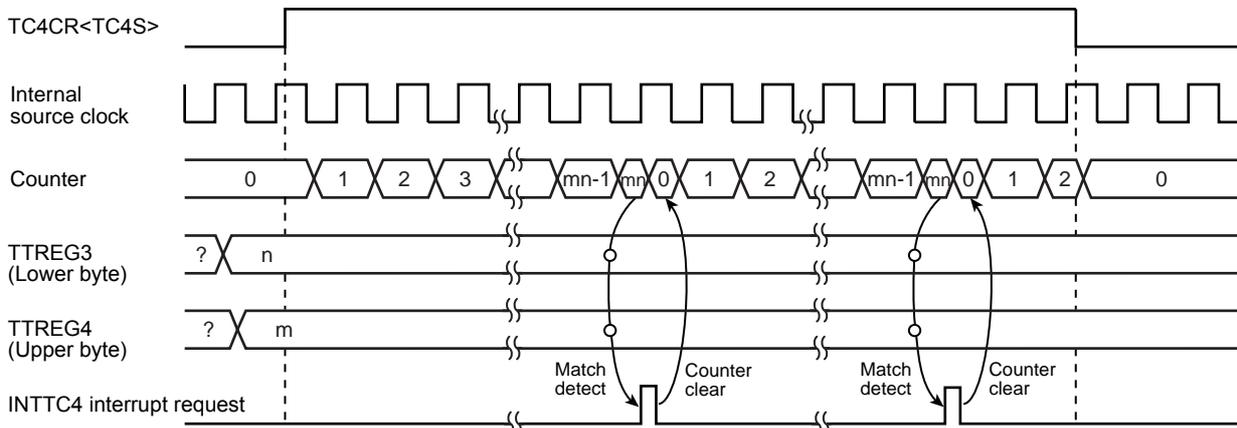 TC4CR<TC4S>
Internal
source clock
Counter
0 1 2 3 mn-1 mn 0 1 2 mn-1 mn 0 1 2 0
TTREG3
(Lower byte)
? n
TTREG4
(Upper byte)
? m
Match
detect
Counter
clear
Match
detect
Counter
clear
INTTC4 interrupt request